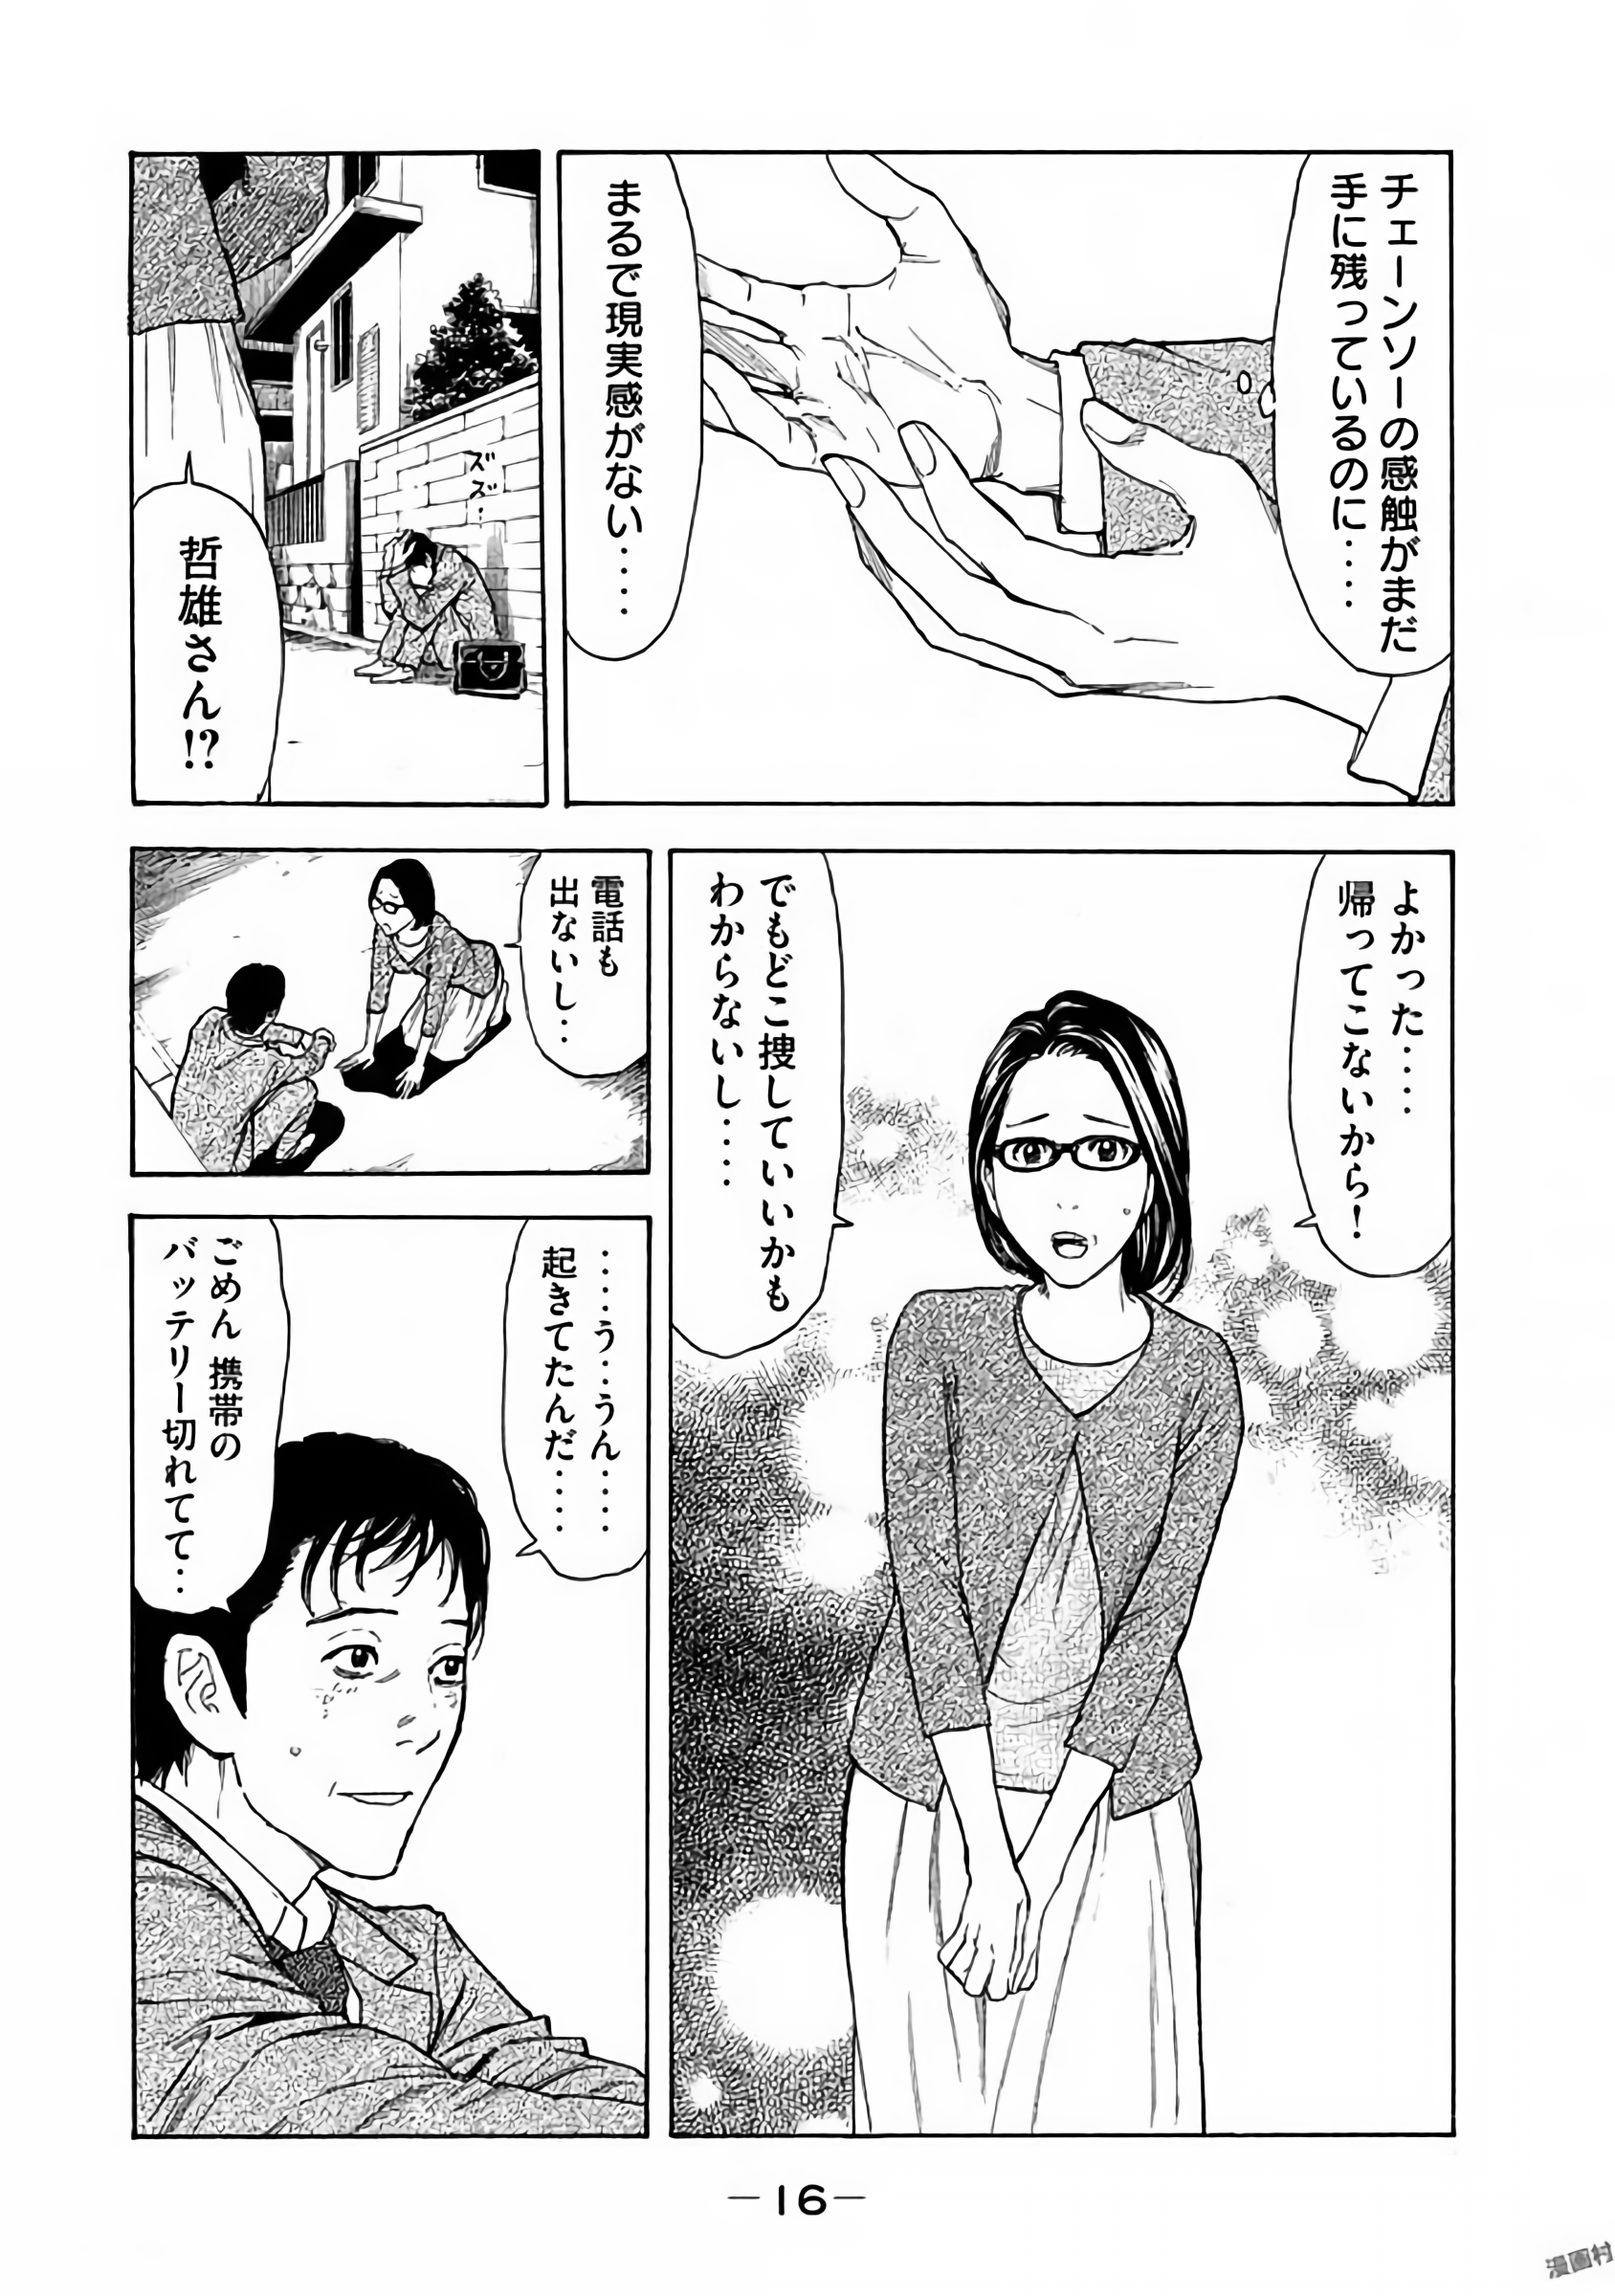 チェーンソーの感触がまだ
手に残っているのに‥‥
まるで現実感がない‥‥
ズズ‥
哲雄さん!?
よかった‥‥
帰ってこないから!
でもどこ捜していいかも
わからないし‥‥
電話も
出ないし‥
‥‥う‥うん‥‥
起きてたんだ‥‥
ごめん 携帯の
バッテリー切れてて‥
—16—
漫画村